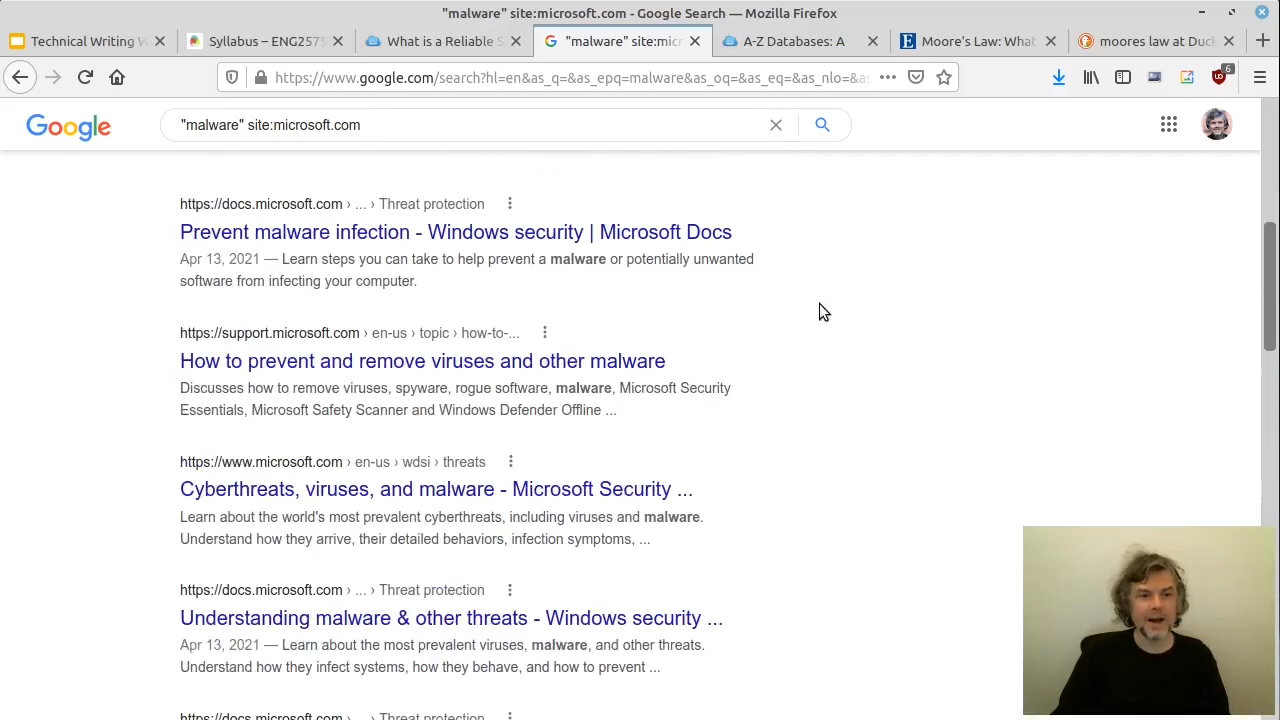 "malware" site:microsoft.com - Google Search — Mozilla Firefox
Technical Writing W
Syllabus – ENG2575
What is a Reliable S
"malware" site:micr
A-Z Databases: A
Moore's Law: What
moores law at Duck
https://www.google.com/search?hl=en&as_q=&as_epq=malware&as_oq=&as_eq=&as_nlo=&as
6
Google
"malware" site:microsoft.com
https://docs.microsoft.com › ... › Threat protection
Prevent malware infection - Windows security | Microsoft Docs
Apr 13, 2021 — Learn steps you can take to help prevent a malware or potentially unwanted
software from infecting your computer.
https://support.microsoft.com › en-us › topic › how-to-...
How to prevent and remove viruses and other malware
Discusses how to remove viruses, spyware, rogue software, malware, Microsoft Security
Essentials, Microsoft Safety Scanner and Windows Defender Offline ...
https://www.microsoft.com › en-us › wdsi › threats
Cyberthreats, viruses, and malware - Microsoft Security ...
Learn about the world's most prevalent cyberthreats, including viruses and malware.
Understand how they arrive, their detailed behaviors, infection symptoms, ...
https://docs.microsoft.com › ... › Threat protection
Understanding malware & other threats - Windows security ...
Apr 13, 2021 — Learn about the most prevalent viruses, malware, and other threats.
Understand how they infect systems, how they behave, and how to prevent ...
https://docs.microsoft.com › ... › Threat protection